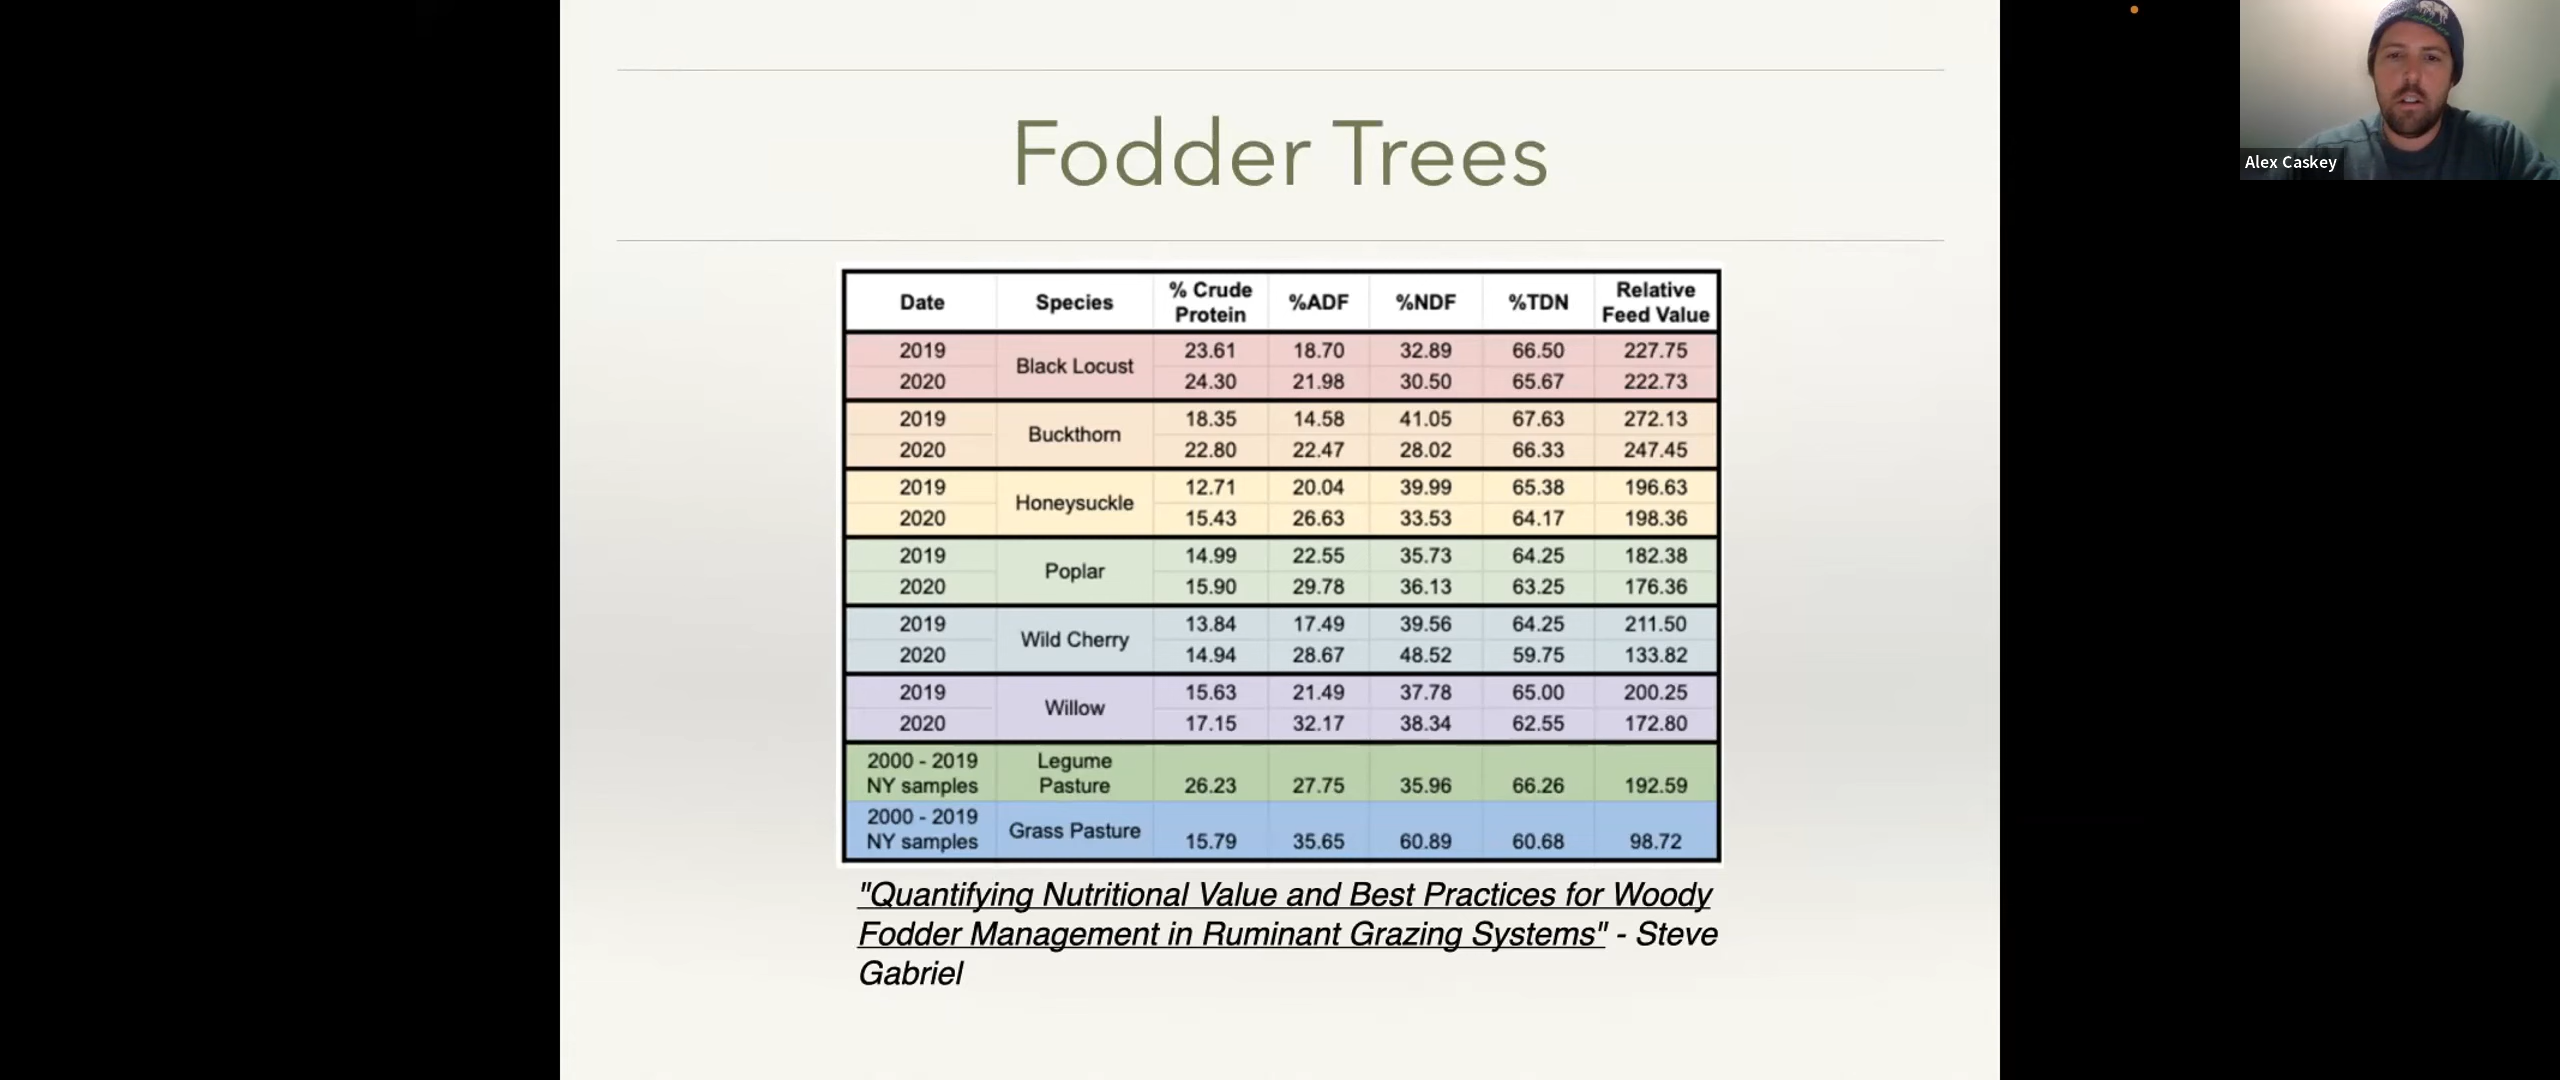 Fodder Trees
Alex Caskey
Date Species % Crude Protein %ADF %NDF %TDN Relative Feed Value
2019 Black Locust 23.61 18.70 32.89 66.50 227.75
2020 24.30 21.98 30.50 65.67 222.73
2019 Buckthorn 18.35 14.58 41.05 67.63 272.13
2020 22.80 22.47 28.02 66.33 247.45
2019 Honeysuckle 12.71 20.04 39.99 65.38 196.63
2020 15.43 26.63 33.53 64.17 198.36
2019 Poplar 14.99 22.55 35.73 64.25 182.38
2020 15.90 29.78 36.13 63.25 176.36
2019 Wild Cherry 13.84 17.49 39.56 64.25 211.50
2020 14.94 28.67 48.52 59.75 133.82
2019 Willow 15.63 21.49 37.78 65.00 200.25
2020 17.15 32.17 38.34 62.55 172.80
2000 - 2019 NY samples Legume Pasture 26.23 27.75 35.96 66.26 192.59
2000 - 2019 NY samples Grass Pasture 15.79 35.65 60.89 60.68 98.72
"Quantifying Nutritional Value and Best Practices for Woody
Fodder Management in Ruminant Grazing Systems" - Steve
Gabriel